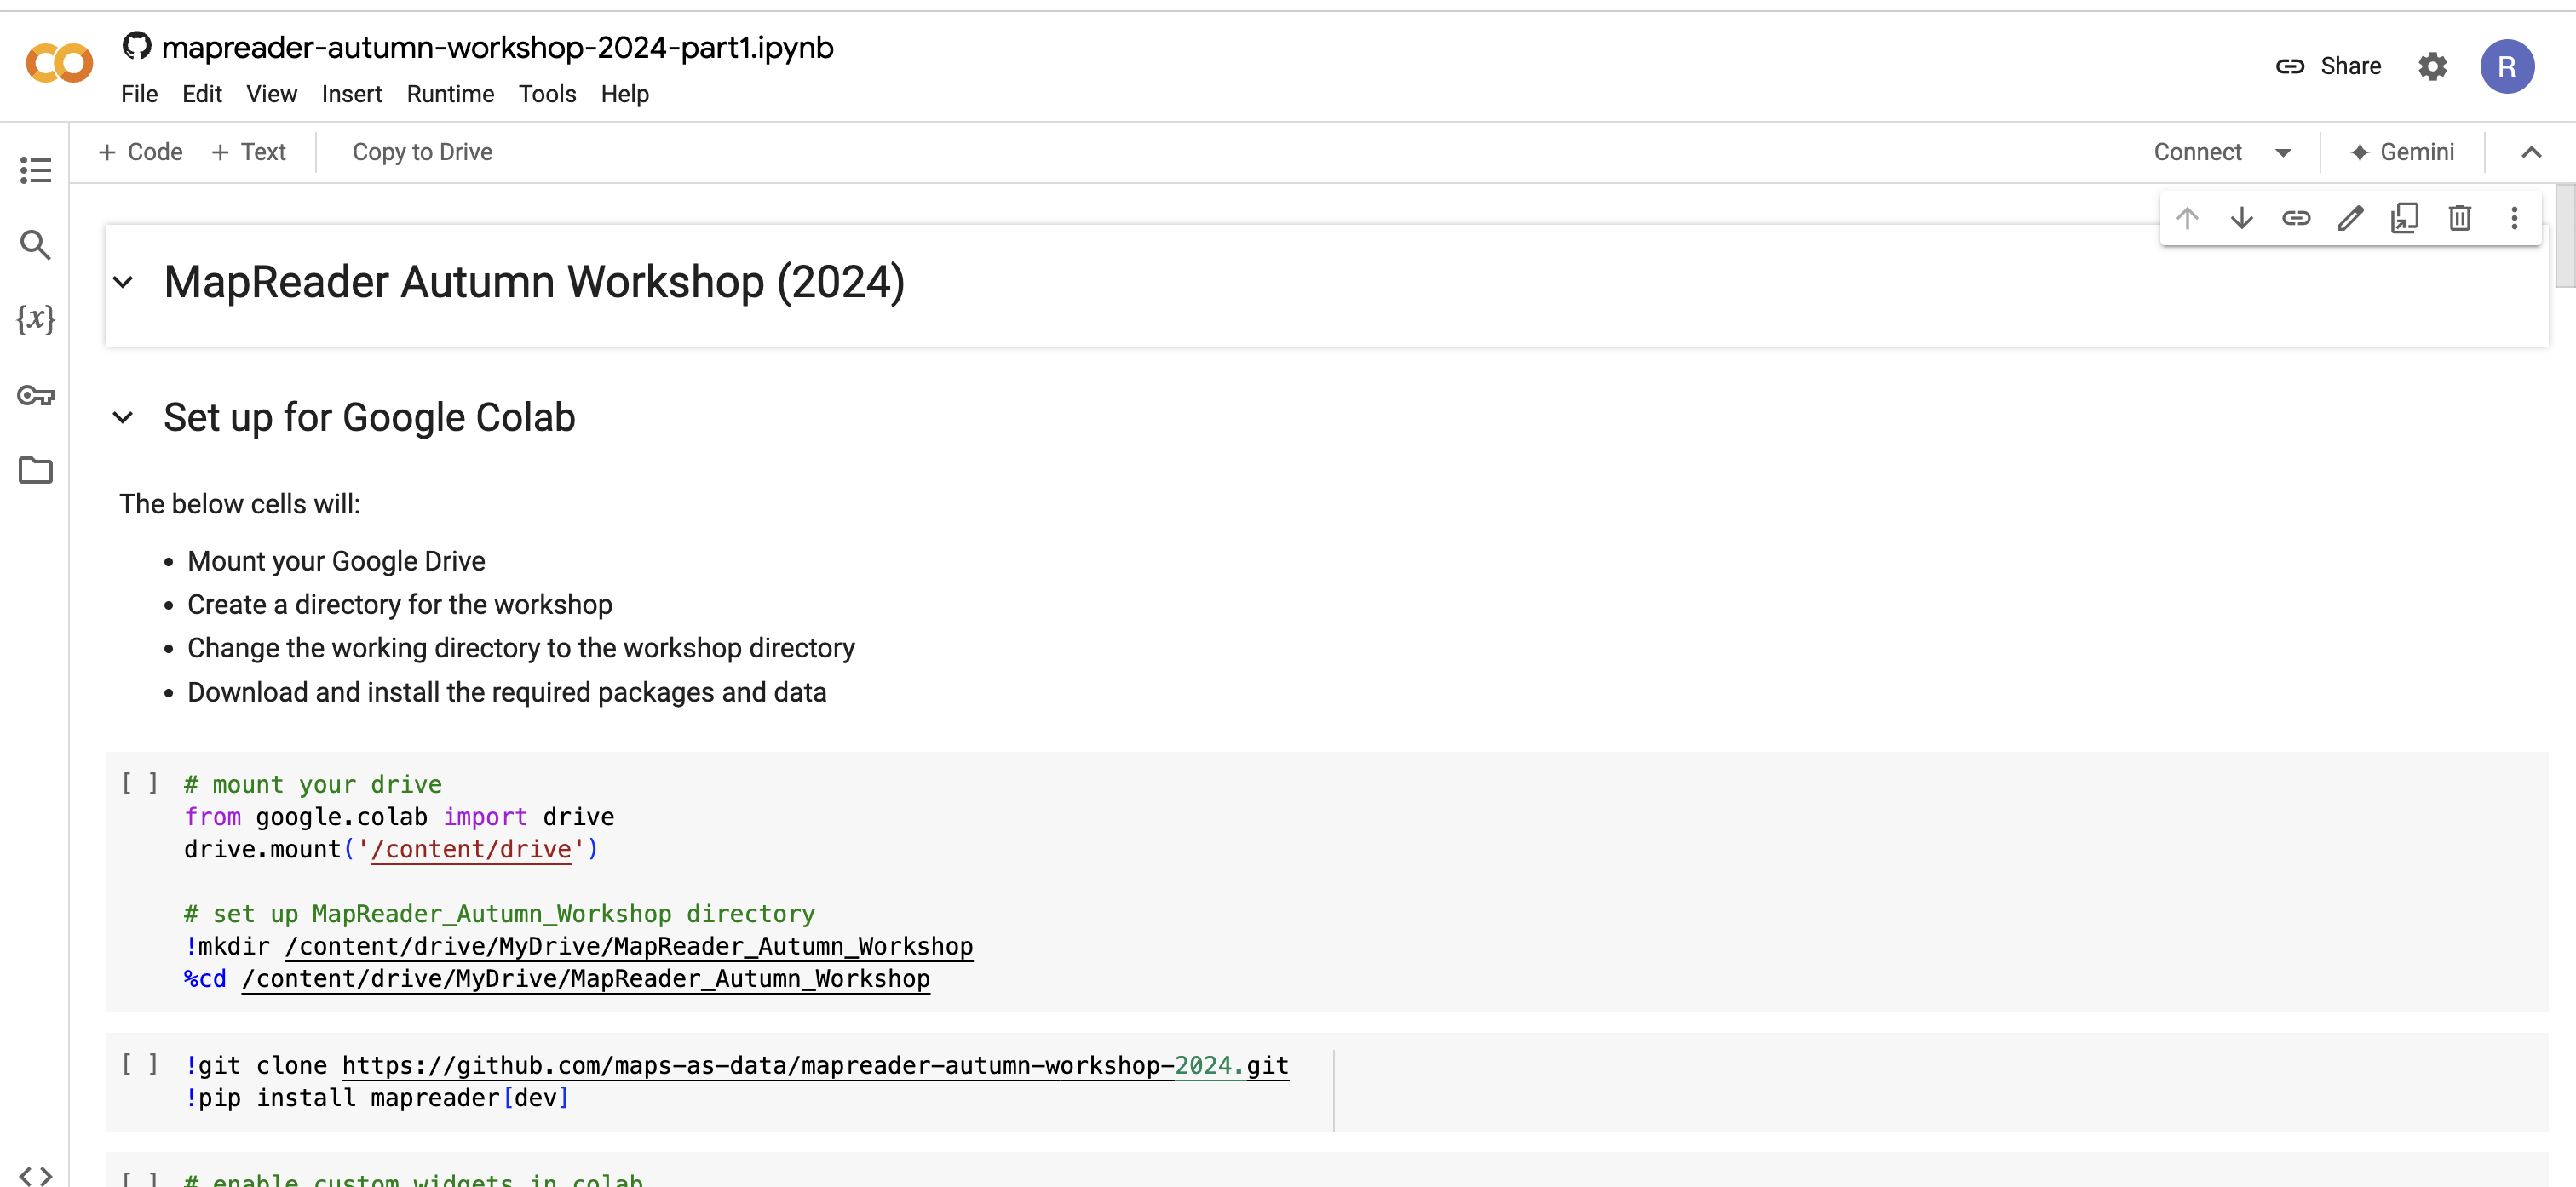 mapreader-autumn-workshop-2024-part1.ipynb
File Edit View Insert Runtime Tools Help
Share
R
+ Code + Text Copy to Drive
Connect
Gemini
MapReader Autumn Workshop (2024)
Set up for Google Colab
The below cells will:
• Mount your Google Drive
• Create a directory for the workshop
• Change the working directory to the workshop directory
• Download and install the required packages and data
[ ] # mount your drive
from google.colab import drive
drive.mount('/content/drive')
# set up MapReader_Autumn_Workshop directory
!mkdir /content/drive/MyDrive/MapReader_Autumn_Workshop
%cd /content/drive/MyDrive/MapReader_Autumn_Workshop
[ ] !git clone https://github.com/maps-as-data/mapreader-autumn-workshop-2024.git
!pip install mapreader[dev]
[ ] # enable custom widgets in colab